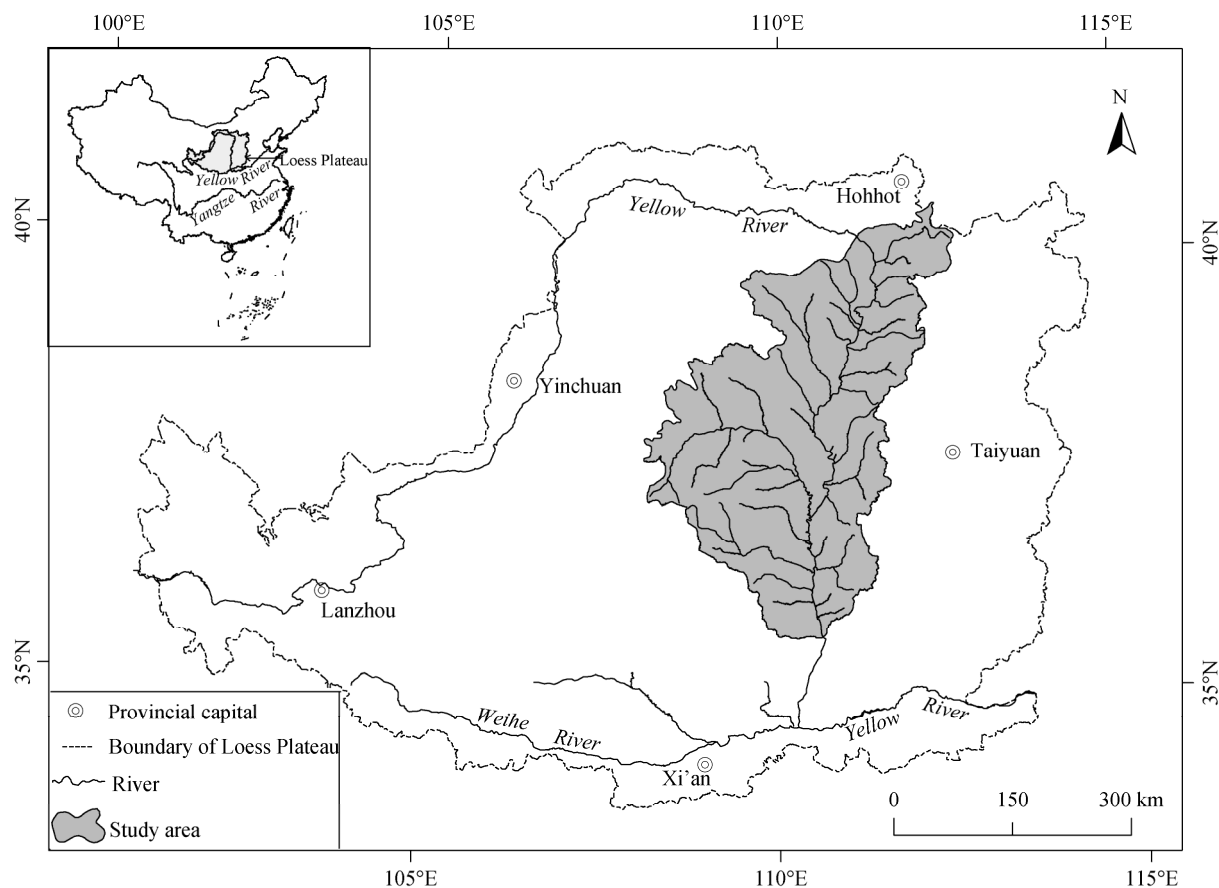 100°E
105°E
110°E
115°E
N
Loess Plateau
Yellow River
Yangtze River
40°N
40°N
Hohhot
Yellow River
Yinchuan
Taiyuan
Lanzhou
35°N
35°N
Provincial capital
Boundary of Loess Plateau
River
Study area
Weihe River
Yellow River
Xi'an
0 150 300 km
105°E
110°E
115°E